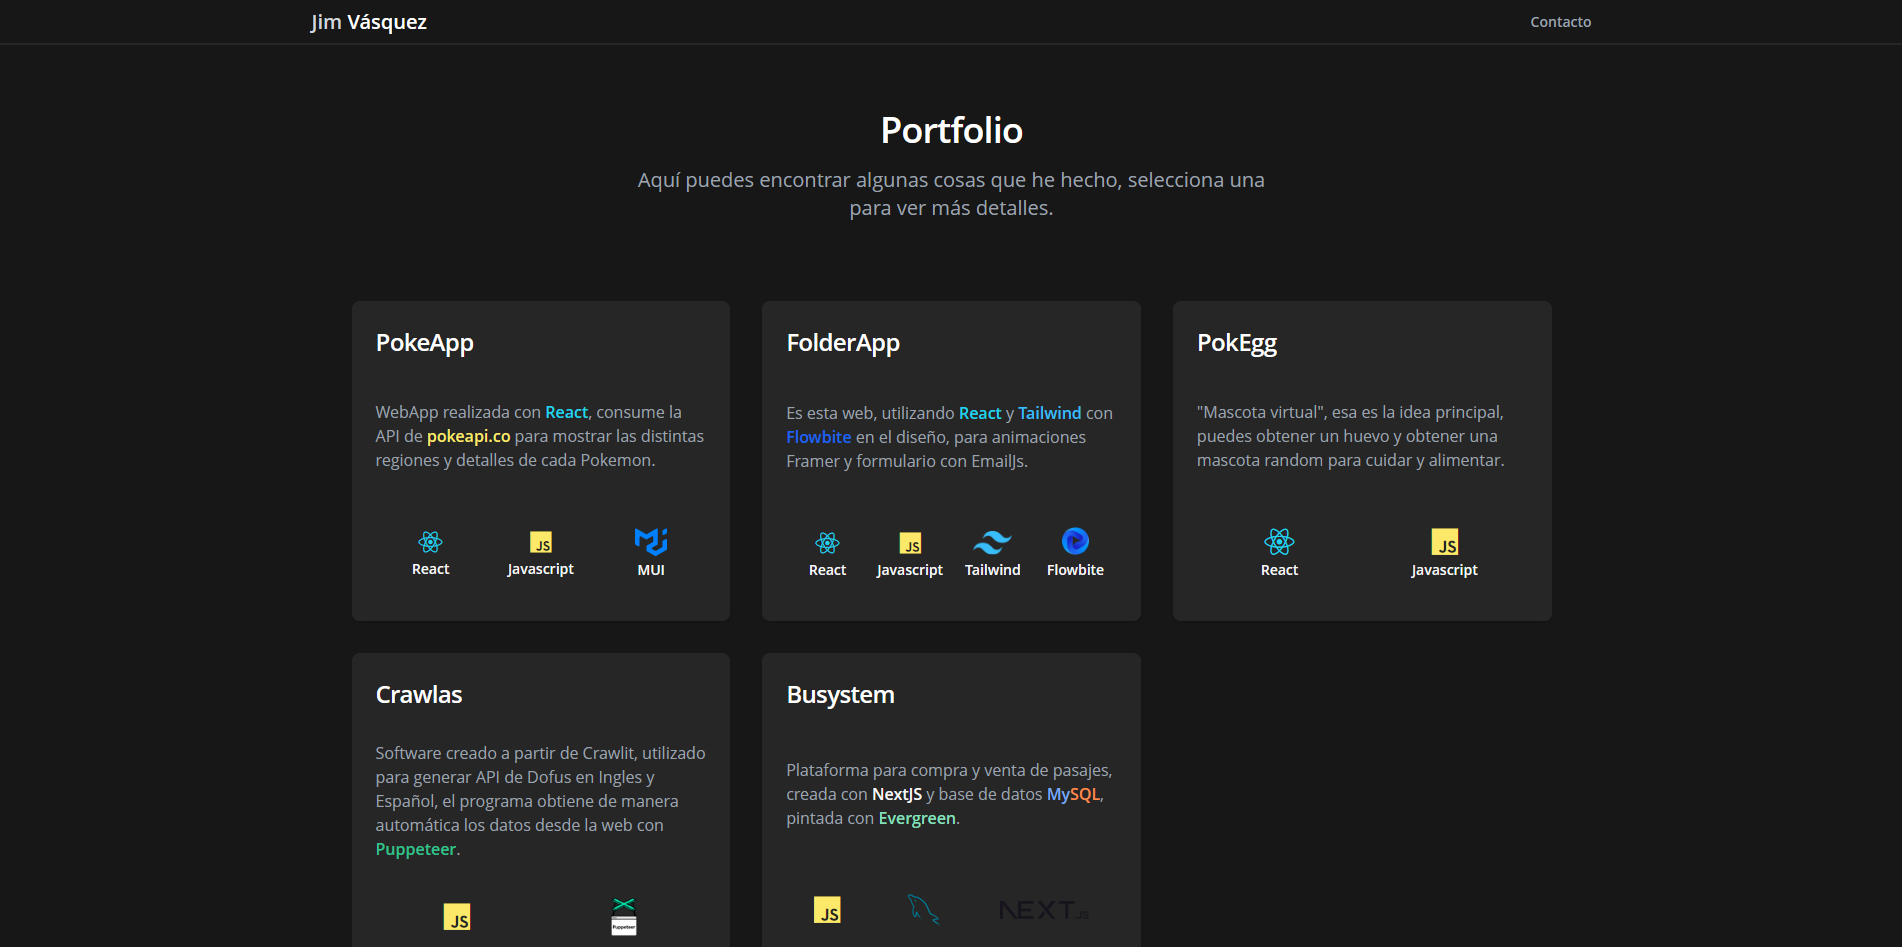 Jim Vásquez
Contacto
Portfolio
Aquí puedes encontrar algunas cosas que he hecho, selecciona una
para ver más detalles.
PokeApp
WebApp realizada con React, consume la
API de pokeapi.co para mostrar las distintas
regiones y detalles de cada Pokemon.
JS
React
Javascript
MUI
FolderApp
Es esta web, utilizando React y Tailwind con
Flowbite en el diseño, para animaciones
Framer y formulario con EmailJs.
JS
React
Javascript
Tailwind
Flowbite
PokEgg
"Mascota virtual", esa es la idea principal,
puedes obtener un huevo y obtener una
mascota random para cuidar y alimentar.
JS
React
Javascript
Crawlas
Software creado a partir de Crawlit, utilizado
para generar API de Dofus en Ingles y
Español, el programa obtiene de manera
automática los datos desde la web con
Puppeteer.
JS
Puppeteer
Busystem
Plataforma para compra y venta de pasajes,
creada con NextJS y base de datos MySQL,
pintada con Evergreen.
JS
NEXT.JS